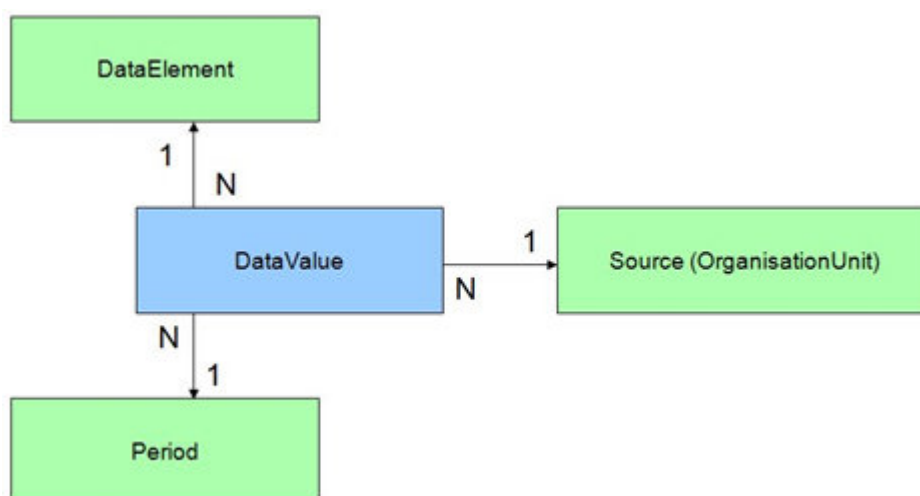 DataElement
1
N
DataValue
1
N
Source (OrganisationUnit)
N
1
Period